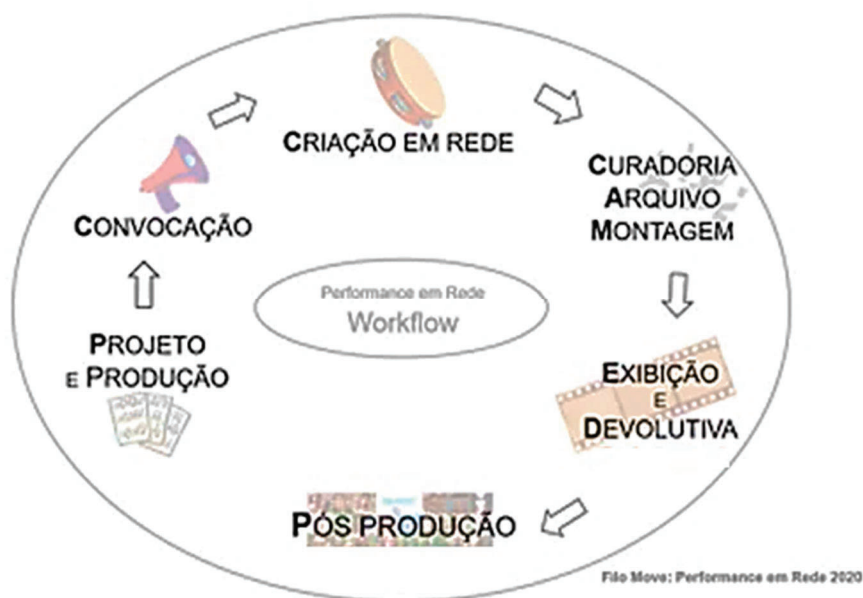 CRIAÇÃO EM REDE
CURADORIA
ARQUIVO
MONTAGEM
CONVOCAÇÃO
Performance em Rede
Workflow
PROJETO
E PRODUÇÃO
EXIBIÇÃO
E
DEVOLUTIVA
PÓS PRODUÇÃO
Filo Move: Performance em Rede 2020